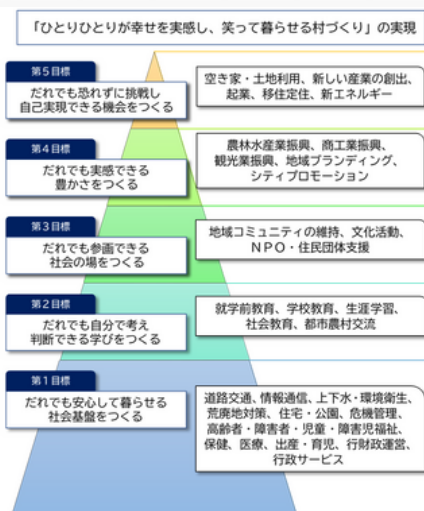 「ひとりひとりが幸せを実感し、笑って暮らせる村づくり」の実現
第5目標
だれでも恐れずに挑戦し
自己実現できる機会をつくる
空き家・土地利用、新しい産業の創出、
起業、移住定住、新エネルギー
第4目標
だれでも実感できる
豊かさをつくる
農林水産業振興、商工業振興、
観光業振興、地域ブランディング、
シティプロモーション
第3目標
だれでも参画できる
社会の場をつくる
地域コミュニティの維持、文化活動、
NPO・住民団体支援
第2目標
だれでも自分で考え
判断できる学びをつくる
就学前教育、学校教育、生涯学習、
社会教育、都市農村交流
第1目標
だれでも安心して暮らせる
社会基盤をつくる
道路交通、情報通信、上下水・環境衛生、
荒廃地対策、住宅・公園、危機管理、
高齢者・障害者・児童・障害児福祉、
保健、医療、出産・育児、行財政運営、
行政サービス